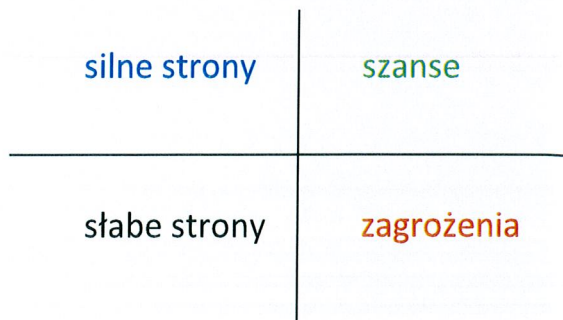 silne strony
szanse
słabe strony
zagrożenia